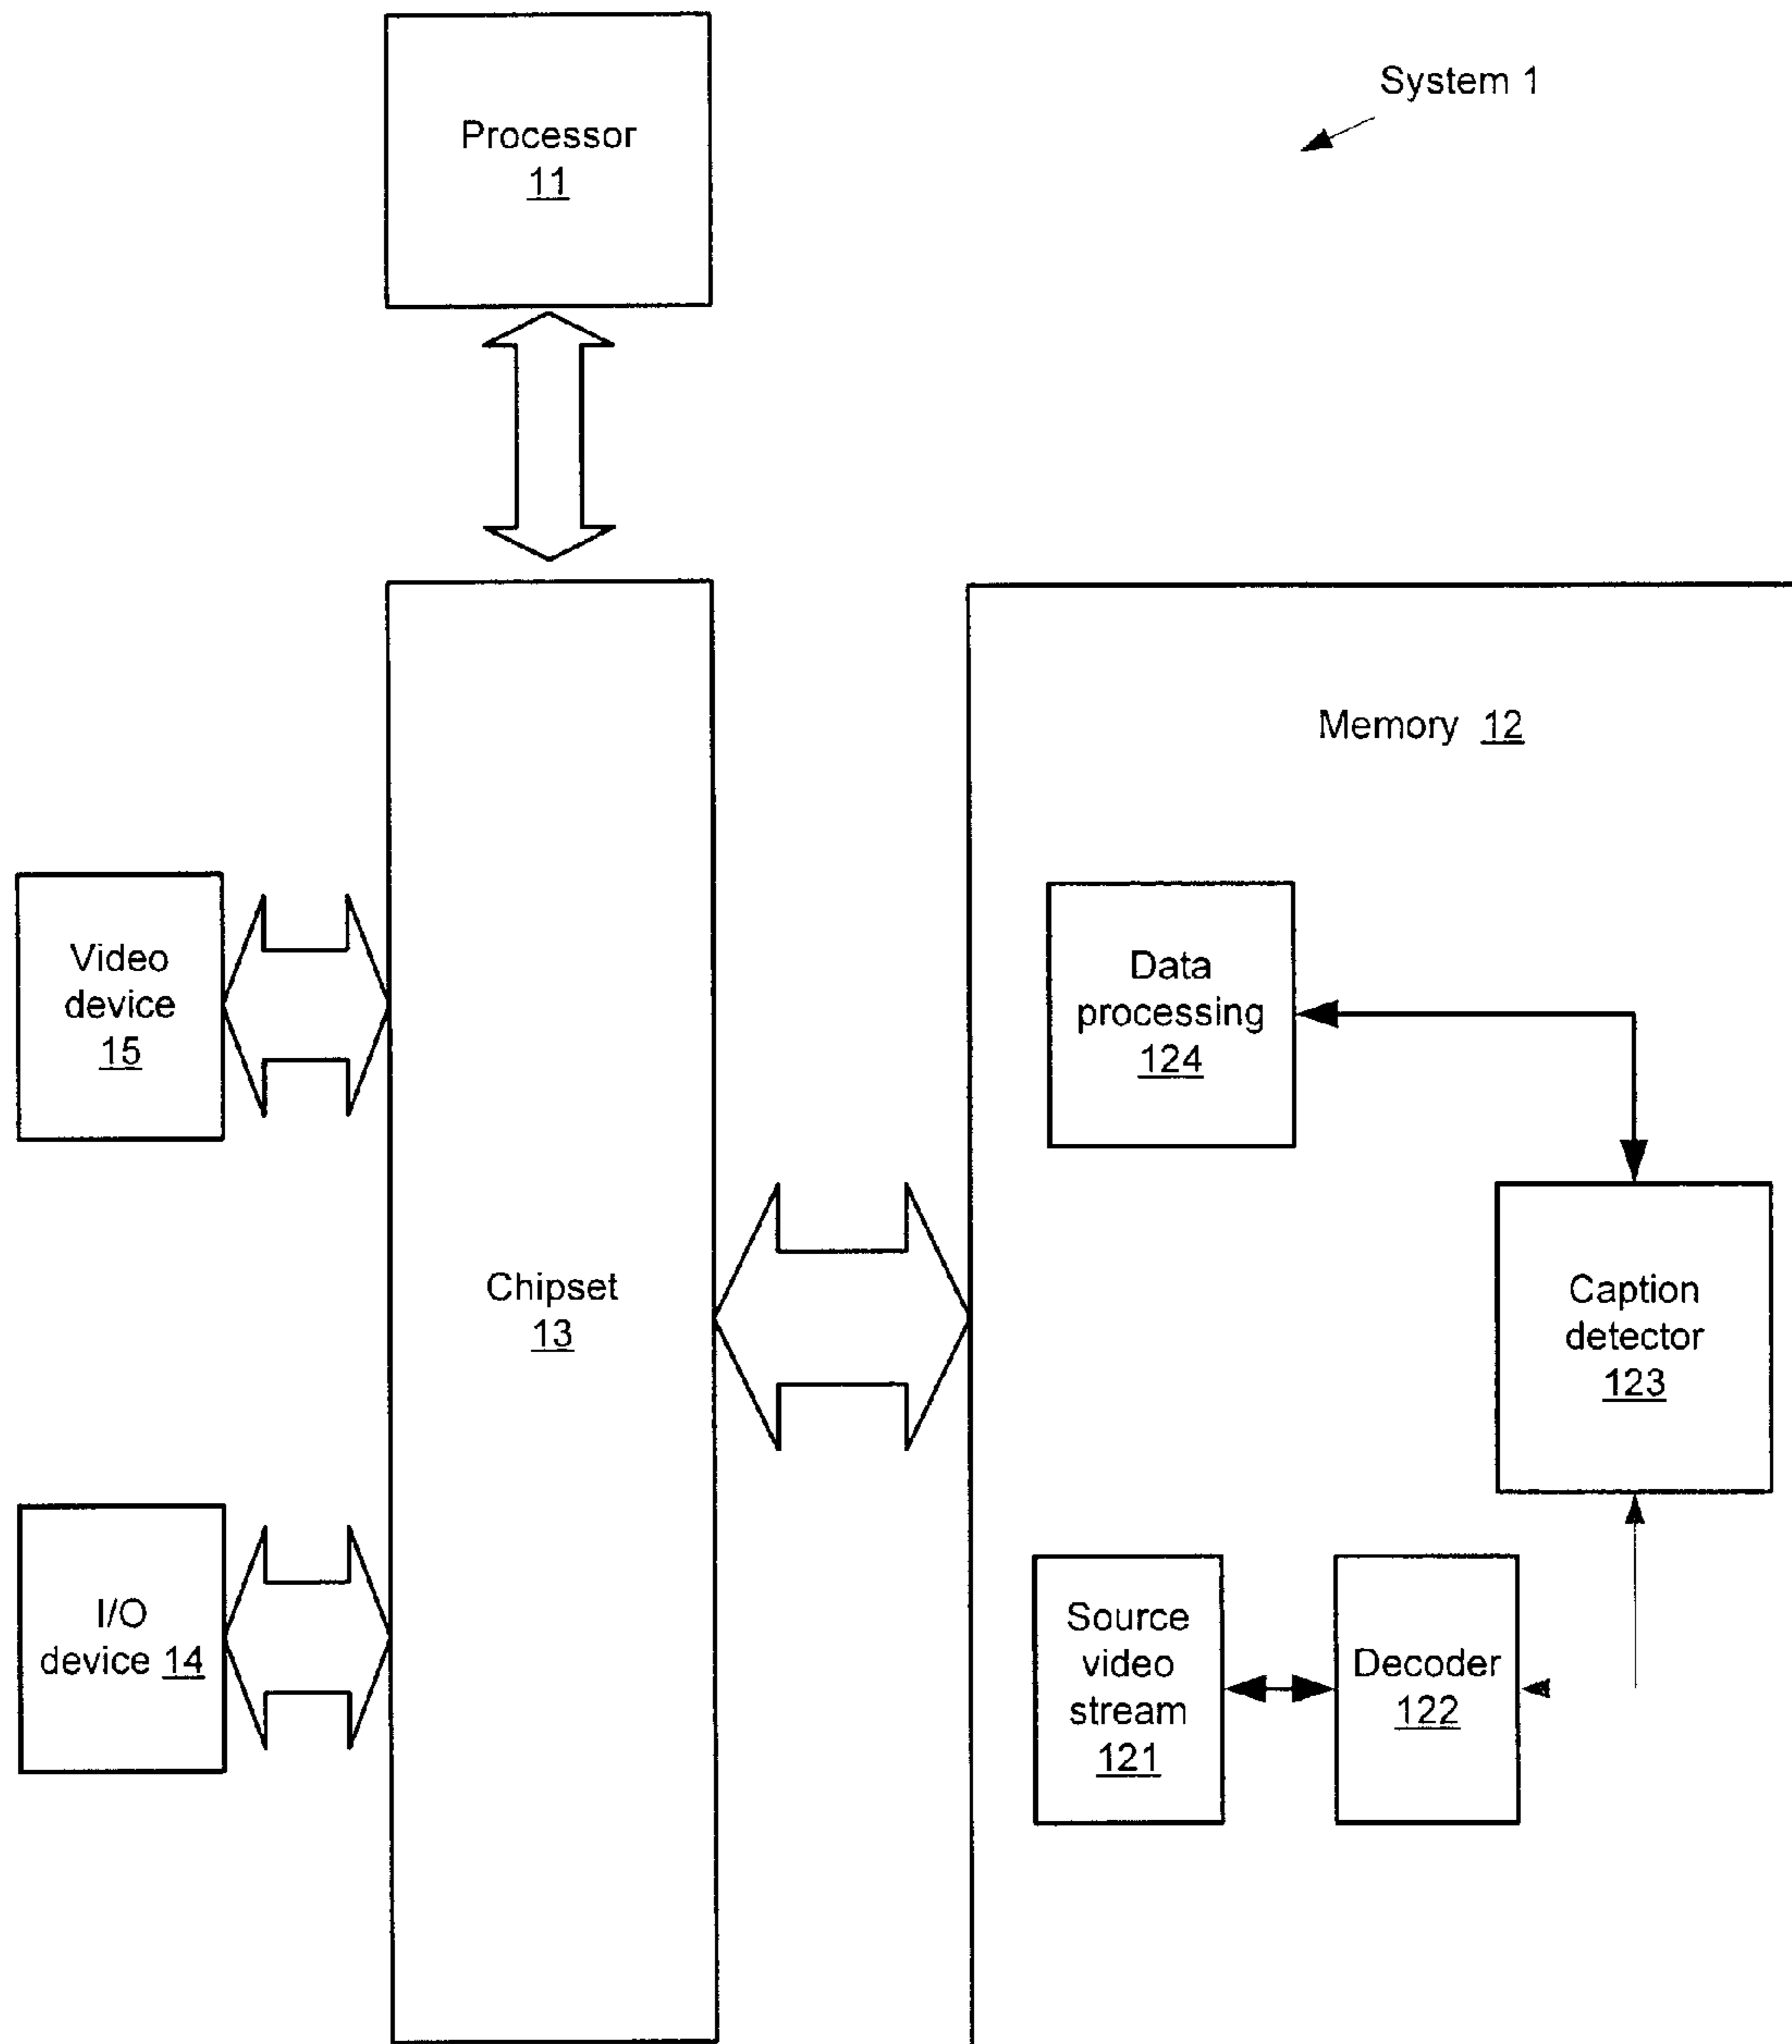 System 1
Processor
11
Memory 12
Video
device
15
Data
processing
124
Chipset
13
Caption
detector
123
I/O
device 14
Source
video
stream
121
Decoder
122